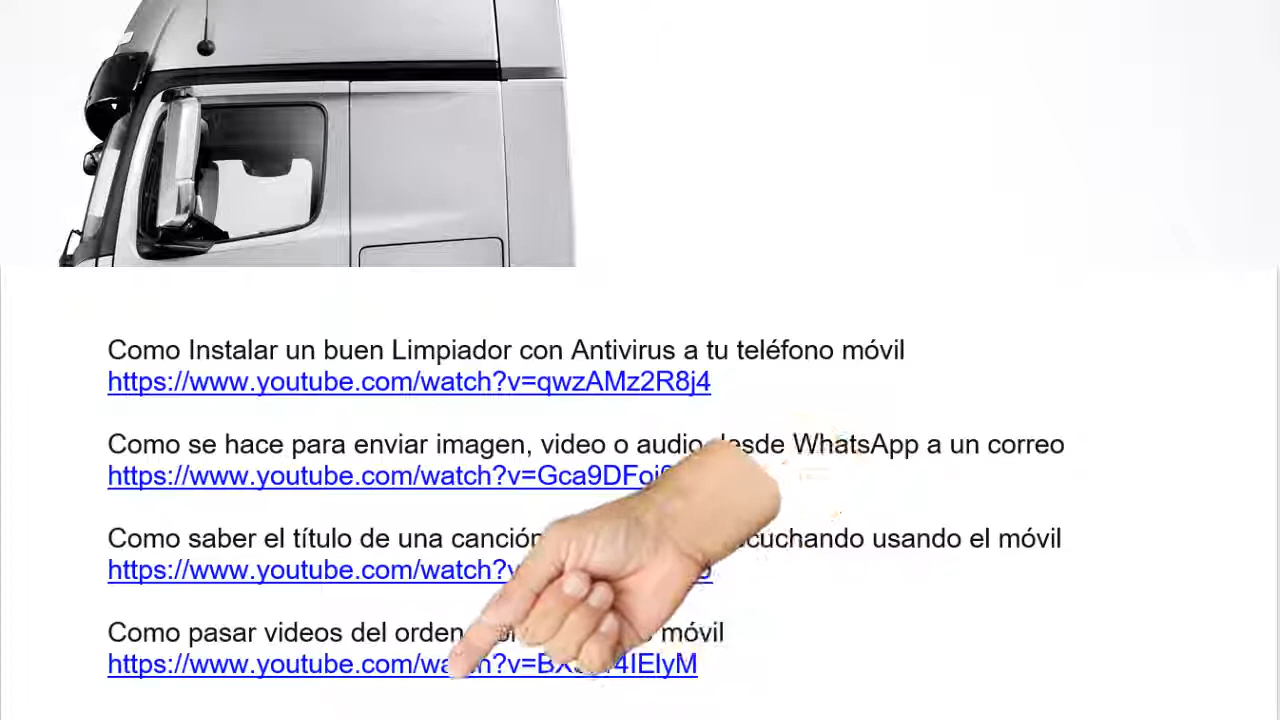 Como Instalar un buen Limpiador con Antivirus a tu teléfono móvil
https://www.youtube.com/watch?v=qwzAMz2R8j4
Como se hace para enviar imagen, video o audio desde WhatsApp a un correo
https://www.youtube.com/watch?v=Gca9DFoj
Como saber el título de una canción escuchando usando el móvil
https://www.youtube.com/watch?v
Como pasar videos del móvil
https://www.youtube.com/watch?v=BX 4IElyM